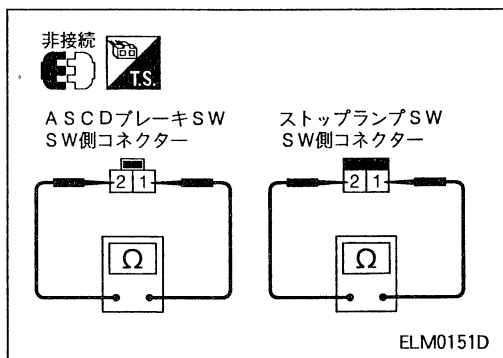 非接続
T.S.
ASCDブレーキSW
SW側コネクター
2 1
Ω
ストップランプSW
SW側コネクター
2 1
Ω
ELM0151D